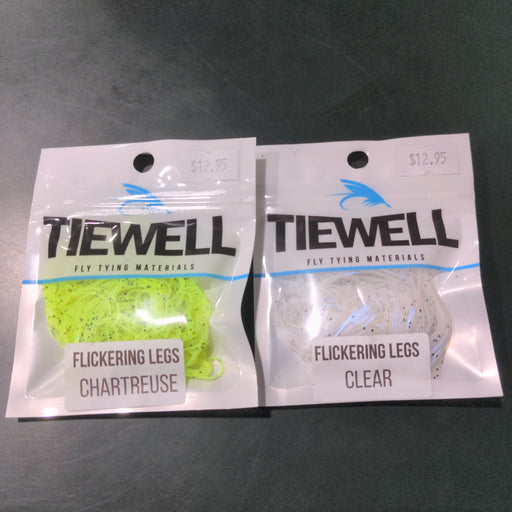 $12.95
TIEWELL
FLY TYING MATERIALS
FLICKERING LEGS
CHARTREUSE
$12.95
TIEWELL
FLY TYING MATERIALS
FLICKERING LEGS
CLEAR